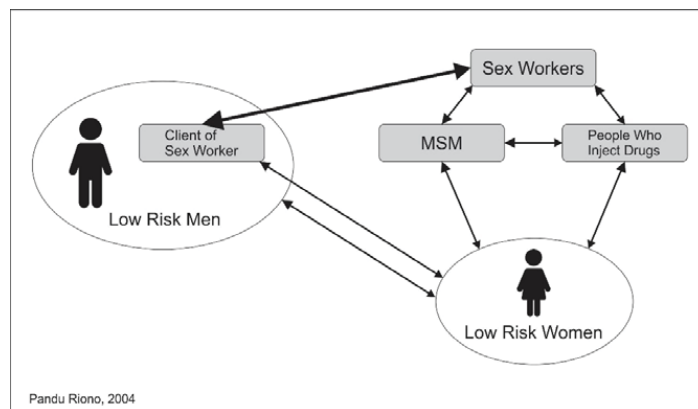 Sex Workers
Client of
Sex Worker
MSM
People Who
Inject Drugs
Low Risk Men
Low Risk Women
Pandu Riono, 2004